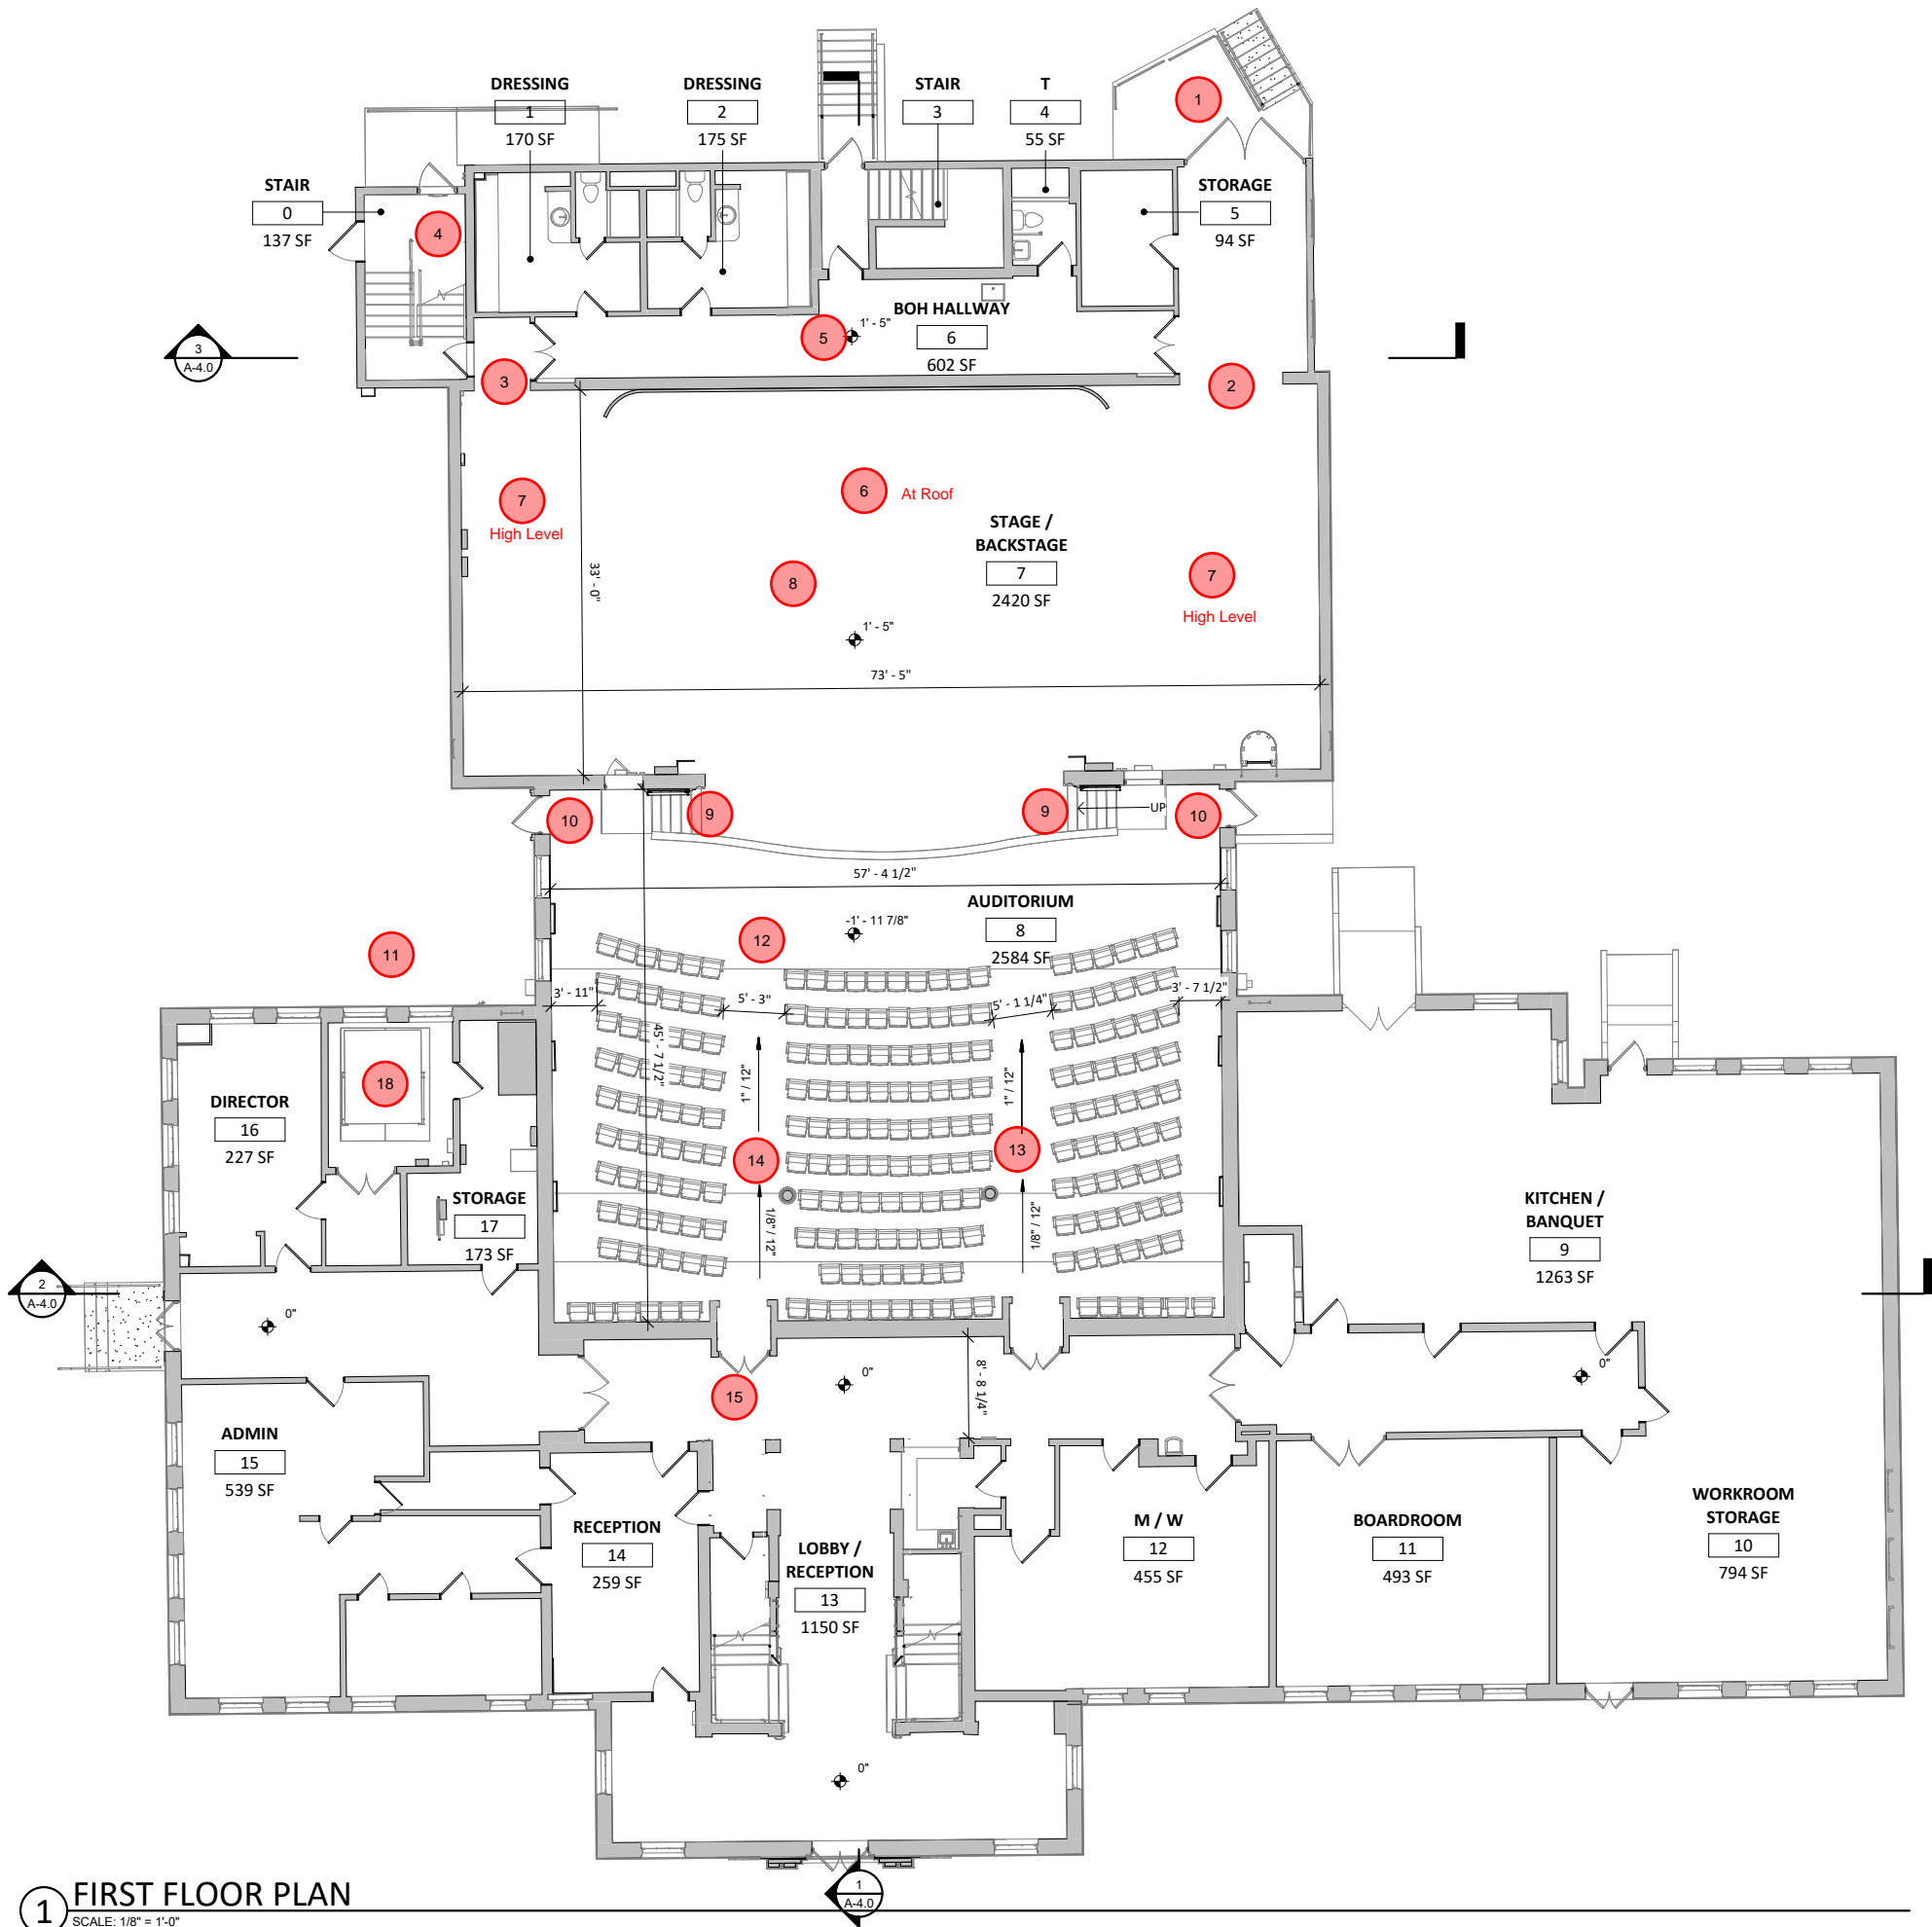 DRESSING
1
170 SF
DRESSING
2
175 SF
STAIR
3
T
4
55 SF
1
STAIR
0
137 SF
4
STORAGE
5
94 SF
BOH HALLWAY
6
602 SF
5
1' - 5"
3
A-4.0
3
2
7
High Level
6
At Roof
STAGE /
BACKSTAGE
7
2420 SF
8
7
High Level
33' - 0"
1' - 5"
73' - 5"
10
9
9
UP
10
57' - 4 1/2"
AUDITORIUM
8
2584 SF
-1' - 11 7/8"
12
11
3' - 11"
5' - 3"
5' - 1 1/4"
3' - 7 1/2"
45' - 7 1/2"
1" / 12"
1" / 12"
18
DIRECTOR
16
227 SF
14
13
STORAGE
17
173 SF
1/8" / 12"
1/8" / 12"
KITCHEN /
BANQUET
9
1263 SF
2
A-4.0
0"
15
0"
8' - 8 1/4"
0"
ADMIN
15
539 SF
RECEPTION
14
259 SF
LOBBY /
RECEPTION
13
1150 SF
M / W
12
455 SF
BOARDROOM
11
493 SF
WORKROOM
STORAGE
10
794 SF
0"
1
A-4.0
1
FIRST FLOOR PLAN
SCALE: 1/8" = 1'-0"